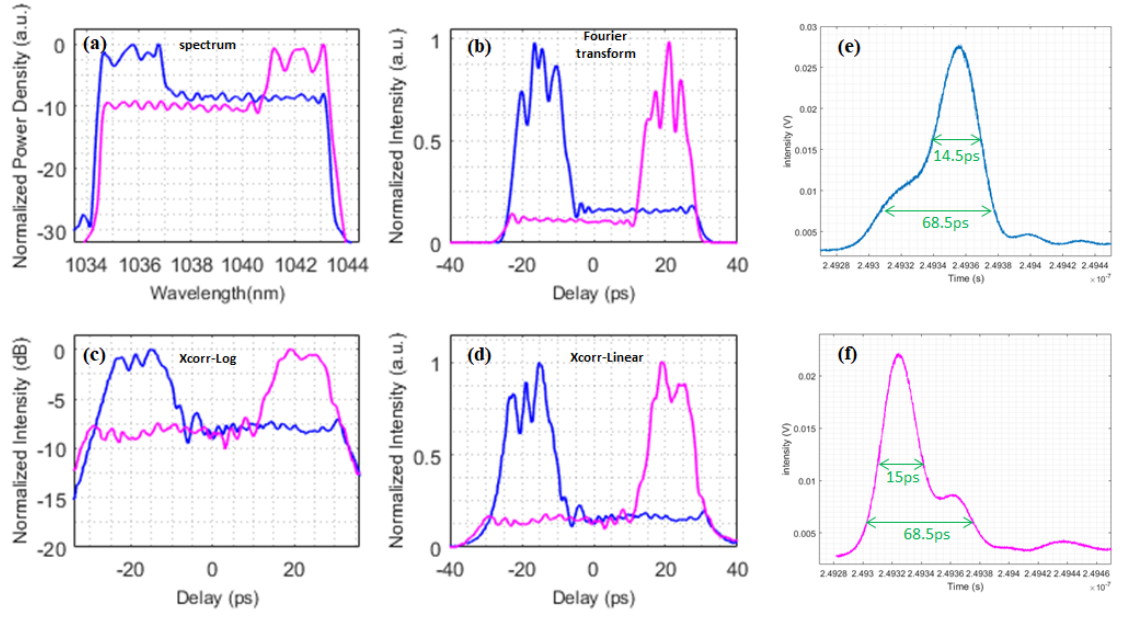 (a)
spectrum
Normalized Power Density (a.u.)
0
-10
-20
-30
1034 1036 1038 1040 1042 1044
Wavelength(nm)
(b)
Fourier
transform
Normalized Intensity (a.u.)
1
0.5
0
-40 -20 0 20 40
Delay (ps)
(e)
intensity (V)
0.03
0.025
0.02
0.015
0.01
0.005
14.5ps
68.5ps
2.4928 2.493 2.4932 2.4934 2.4936 2.4938 2.494 2.4942 2.4944
Time (s)
×10⁻⁷
(c)
Xcorr-Log
Normalized Intensity (dB)
0
-5
-10
-15
-20
-20 0 20
Delay (ps)
(d)
Xcorr-Linear
Normalized Intensity (a.u.)
1
0.5
0
-40 -20 0 20 40
Delay (ps)
(f)
intensity (V)
0.02
0.015
0.01
0.005
15ps
68.5ps
2.4928 2.493 2.4932 2.4934 2.4936 2.4938 2.494 2.4942 2.4944 2.4946
Time (s)
×10⁻⁷